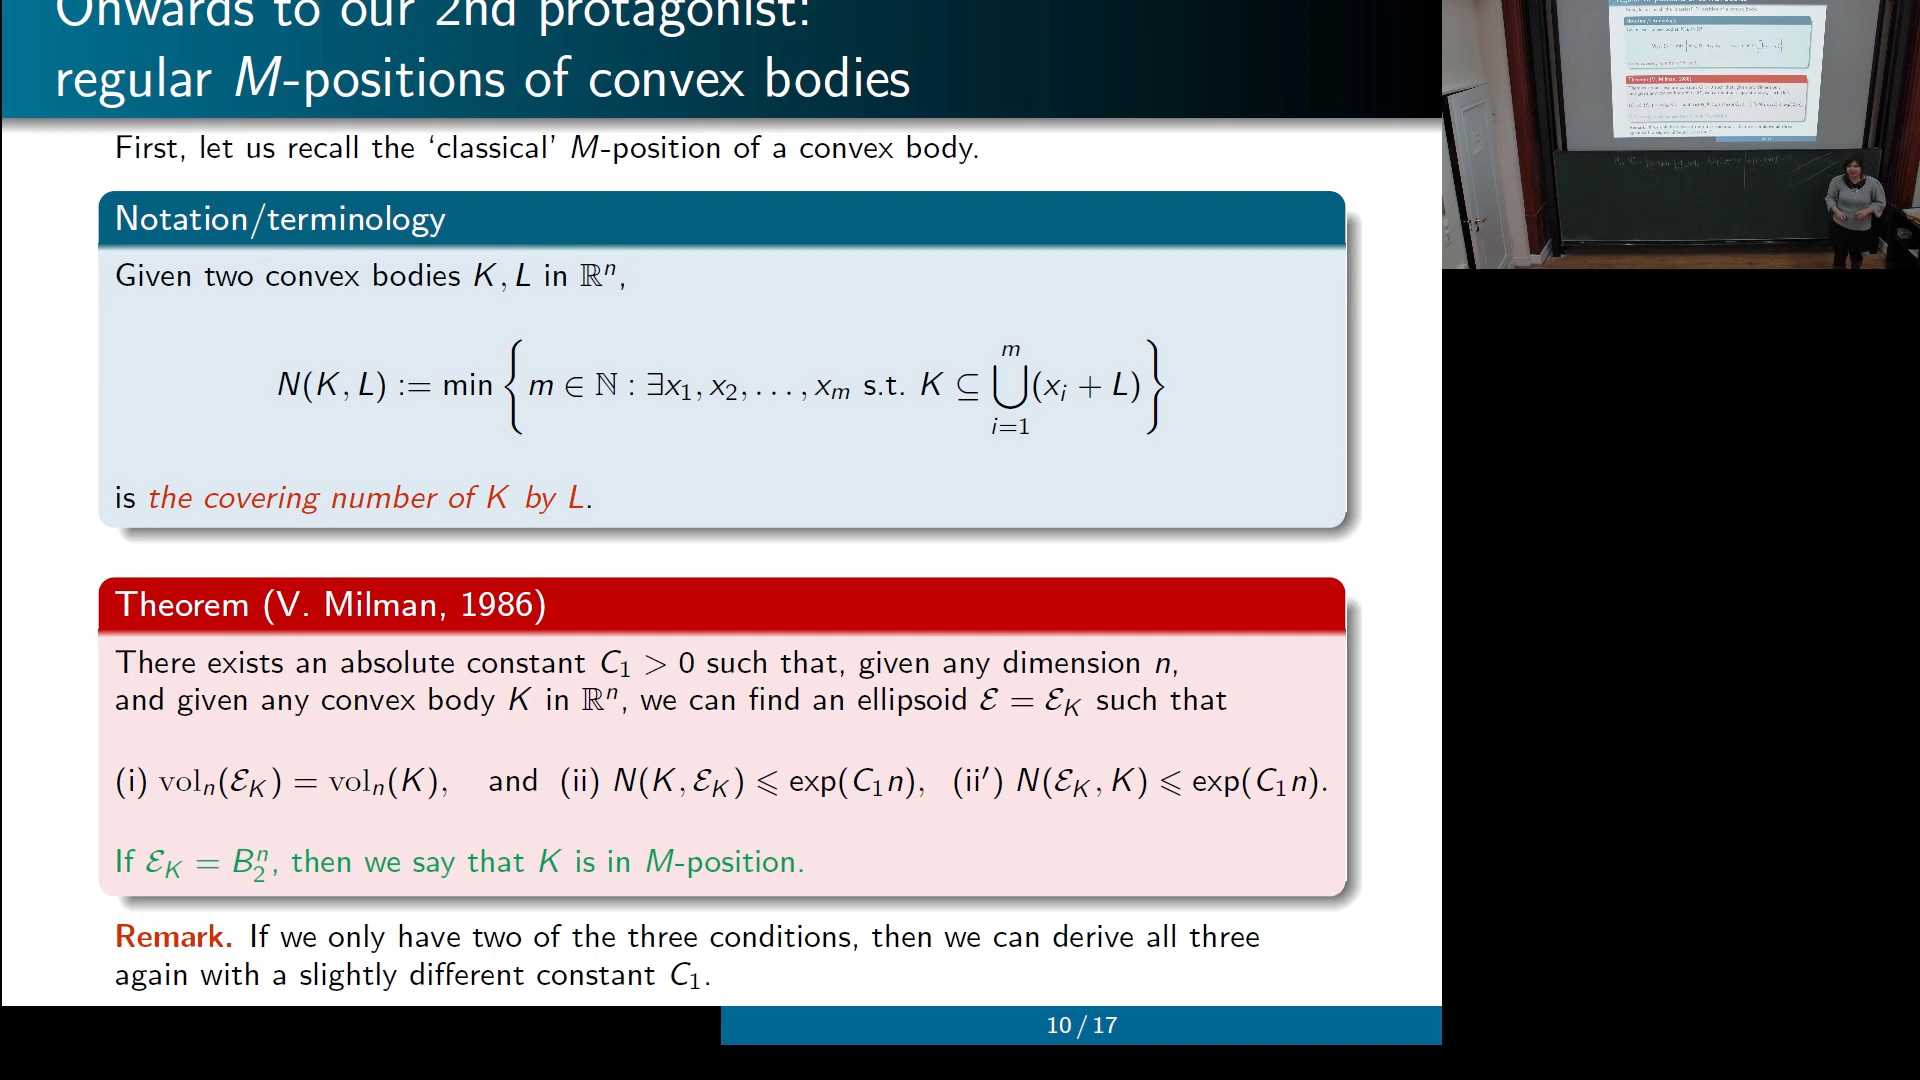 Onwards to our 2nd protagonist:
regular M-positions of convex bodies
First, let us recall the ‘classical’ M-position of a convex body.
Notation/terminology
Given two convex bodies K, L in ℝⁿ,
N(K, L) := min { m ∈ ℕ : ∃x₁, x₂, . . . , xₘ s.t. K ⊆ ⋃ᵢ₌₁ᵐ (xᵢ + L) }
is the covering number of K by L.
Theorem (V. Milman, 1986)
There exists an absolute constant C₁ > 0 such that, given any dimension n,
and given any convex body K in ℝⁿ, we can find an ellipsoid ℰ = ℰ_K such that
(i) volₙ(ℰ_K) = volₙ(K), and (ii) N(K, ℰ_K) ⩽ exp(C₁n), (ii′) N(ℰ_K, K) ⩽ exp(C₁n).
If ℰ_K = B₂ⁿ, then we say that K is in M-position.
Remark. If we only have two of the three conditions, then we can derive all three
again with a slightly different constant C₁.
10 / 17